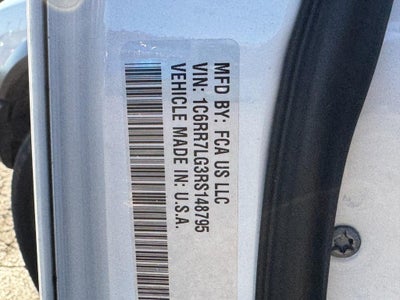 MFD BY: FCA US LLC
VIN: 1C6RR7LG3RS148795
VEHICLE MADE IN: U.S.A.